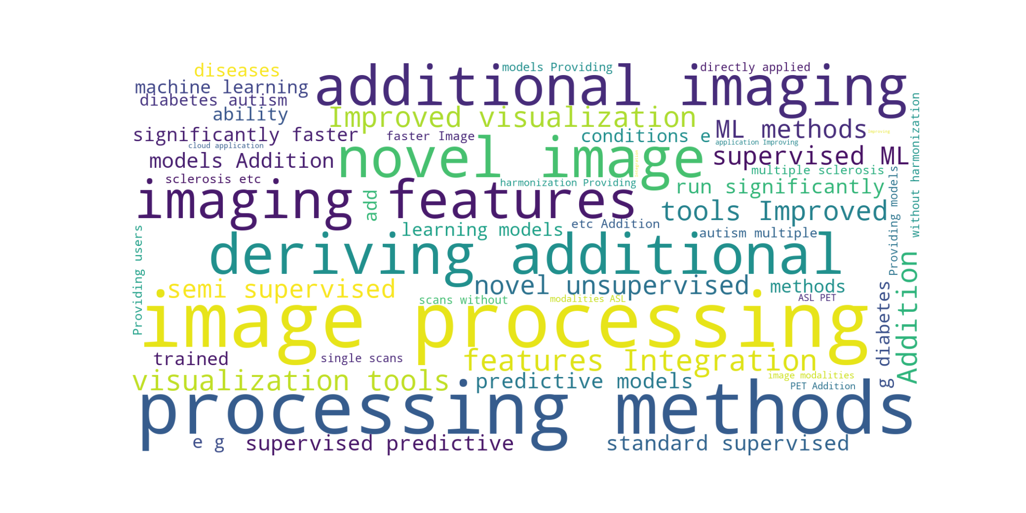 diseases
models Providing
directly applied
additional imaging
machine learning
diabetes autism
ability
Improved visualization
significantly faster
faster Image
conditions e
ML methods
cloud application
application Improving
novel image
models Addition
supervised ML
multiple sclerosis
sclerosis etc
harmonization Providing
imaging features
add
run significantly
tools Improved
without harmonization
Providing models
learning models
etc Addition
autism multiple
Providing users
deriving additional
semi supervised
novel unsupervised
methods
scans without
modalities ASL
ASL PET
Addition
image processing
trained
single scans
features Integration
g diabetes
visualization tools
predictive models
image modalities
PET Addition
processing methods
e g
supervised predictive
standard supervised